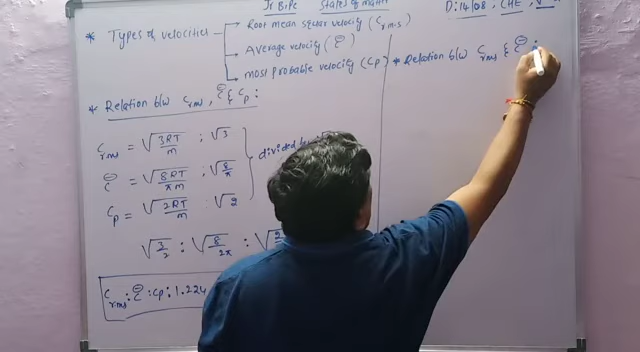 Jr BiPC States of matter
D:14/08, CHE,
* Types of velocities
Root mean square velocity (Cr.m.s)
Average velocity (C̄)
most probable velocity (Cp)
* Relation b/w Crms, C̄ & Cp :
Crms = √3RT/m ; √3
C̄ = √8RT/πm ; √8/π
Cp = √2RT/m : √2
divided
√3/2 : √8/2π : √2
Crms : C̄ : Cp : 1.224
* Relation b/w Crms & C̄ :